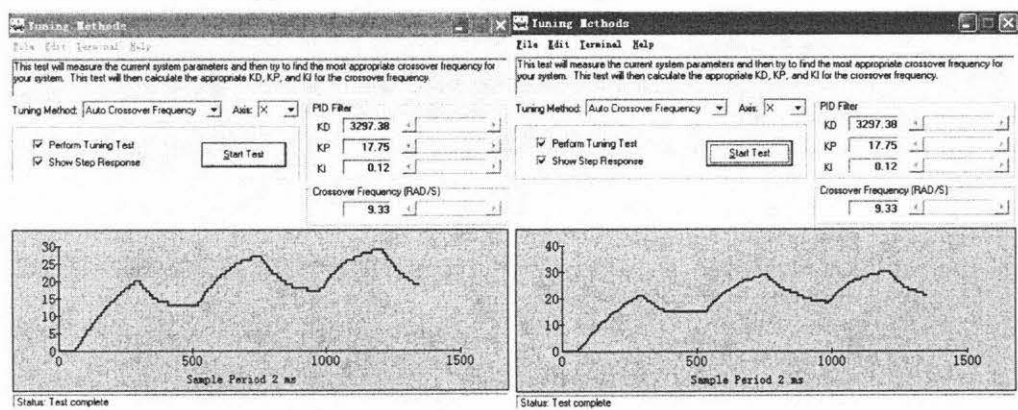 Tuning Methods
File Edit Terminal Help
This test will measure the current system parameters and then try to find the most appropriate crossover frequency for
your system. This test will then calculate the appropriate KD, KP, and KI for the crossover frequency.
Tuning Method: Auto Crossover Frequency Axis: X
Perform Tuning Test
Show Step Response
Start Test
PID Filter
KD 3297.38
KP 17.75
KI 0.12
Crossover Frequency (RAD/S)
9.33
30
25
20
15
10
5
0
0 500 1000 1500
Sample Period 2 ms
Status: Test complete
Tuning Methods
File Edit Terminal Help
This test will measure the current system parameters and then try to find the most appropriate crossover frequency for
your system. This test will then calculate the appropriate KD, KP, and KI for the crossover frequency.
Tuning Method: Auto Crossover Frequency Axis: X
Perform Tuning Test
Show Step Response
Start Test
PID Filter
KD 3297.38
KP 17.75
KI 0.12
Crossover Frequency (RAD/S)
9.33
40
30
20
10
0
0 500 1000 1500
Sample Period 2 ms
Status: Test complete